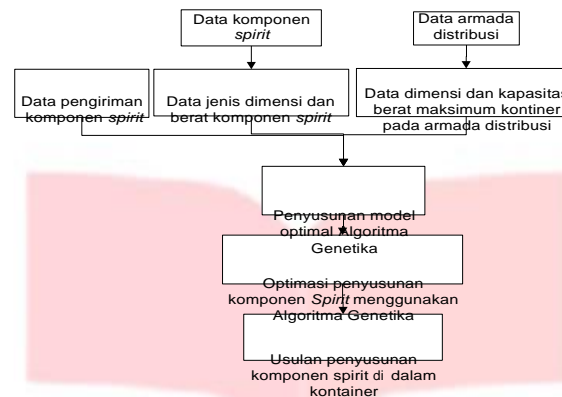 Data komponen
spirit
Data armada
distribusi
Data pengiriman
komponen spirit
Data jenis dimensi dan
berat komponen spirit
Data dimensi dan kapasitas
berat maksimum kontiner
pada armada distribusi
Penyusunan model
optimal Algoritma
Genetika
Optimasi penyusunan
komponen Spirit menggunakan
Algoritma Genetika
Usulan penyusunan
komponen spirit di dalam
kontainer